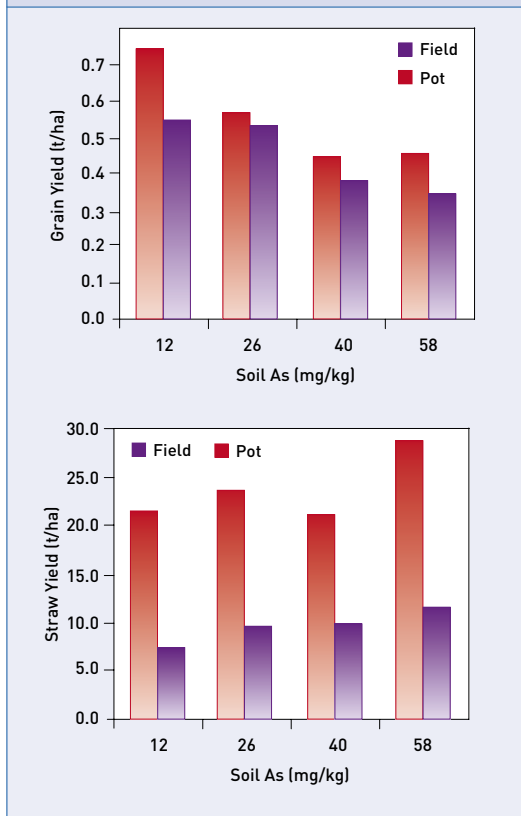 Field
Pot
0.7
0.6
0.5
0.4
0.3
0.2
0.1
0.0
Grain Yield (t/ha)
12 26 40 58
Soil As (mg/kg)
30.0
25.0
20.0
15.0
10.0
5.0
0.0
Field Pot
Straw Yield (t/ha)
12 26 40 58
Soil As (mg/kg)